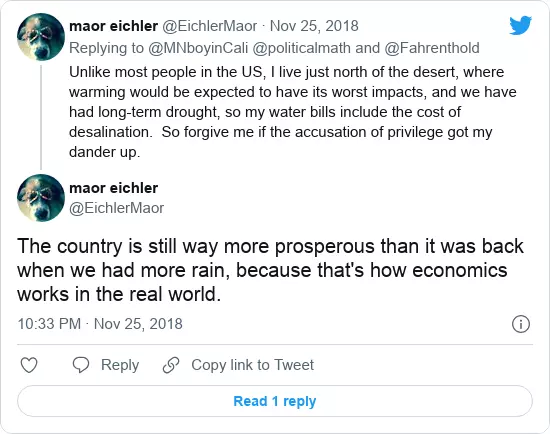 maor eichler @EichlerMaor · Nov 25, 2018
Replying to @MNboyinCali @politicalmath and @Fahrenthold
Unlike most people in the US, I live just north of the desert, where
warming would be expected to have its worst impacts, and we have
had long-term drought, so my water bills include the cost of
desalination.  So forgive me if the accusation of privilege got my
dander up.
maor eichler
@EichlerMaor
The country is still way more prosperous than it was back
when we had more rain, because that's how economics
works in the real world.
10:33 PM · Nov 25, 2018
Reply
Copy link to Tweet
Read 1 reply